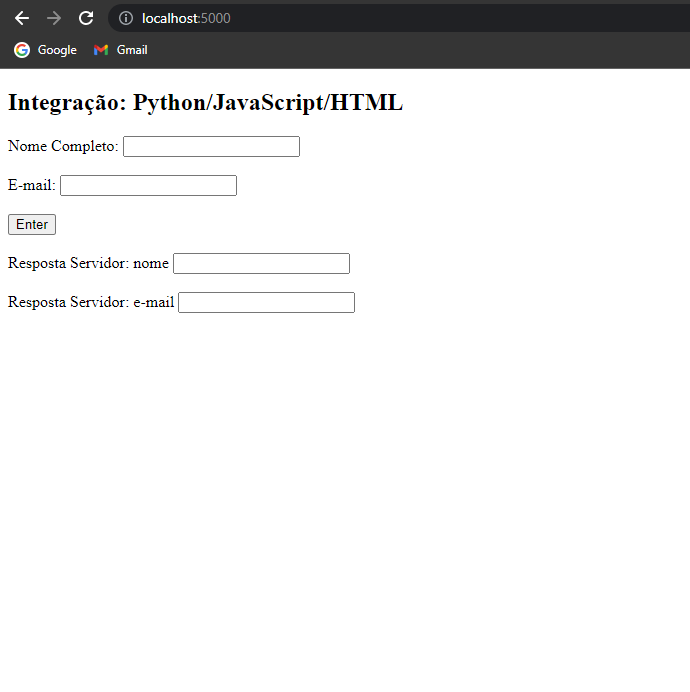 localhost:5000
Google Gmail
Integração: Python/JavaScript/HTML
Nome Completo:
E-mail:
Enter
Resposta Servidor: nome
Resposta Servidor: e-mail